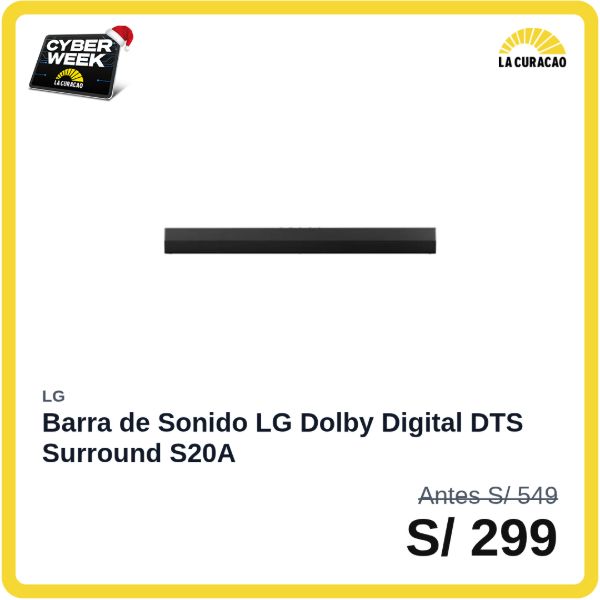 CYBER
WEEK
LA CURACAO
LA CURACAO
LG
Barra de Sonido LG Dolby Digital DTS
Surround S20A
Antes S/ 549
S/ 299